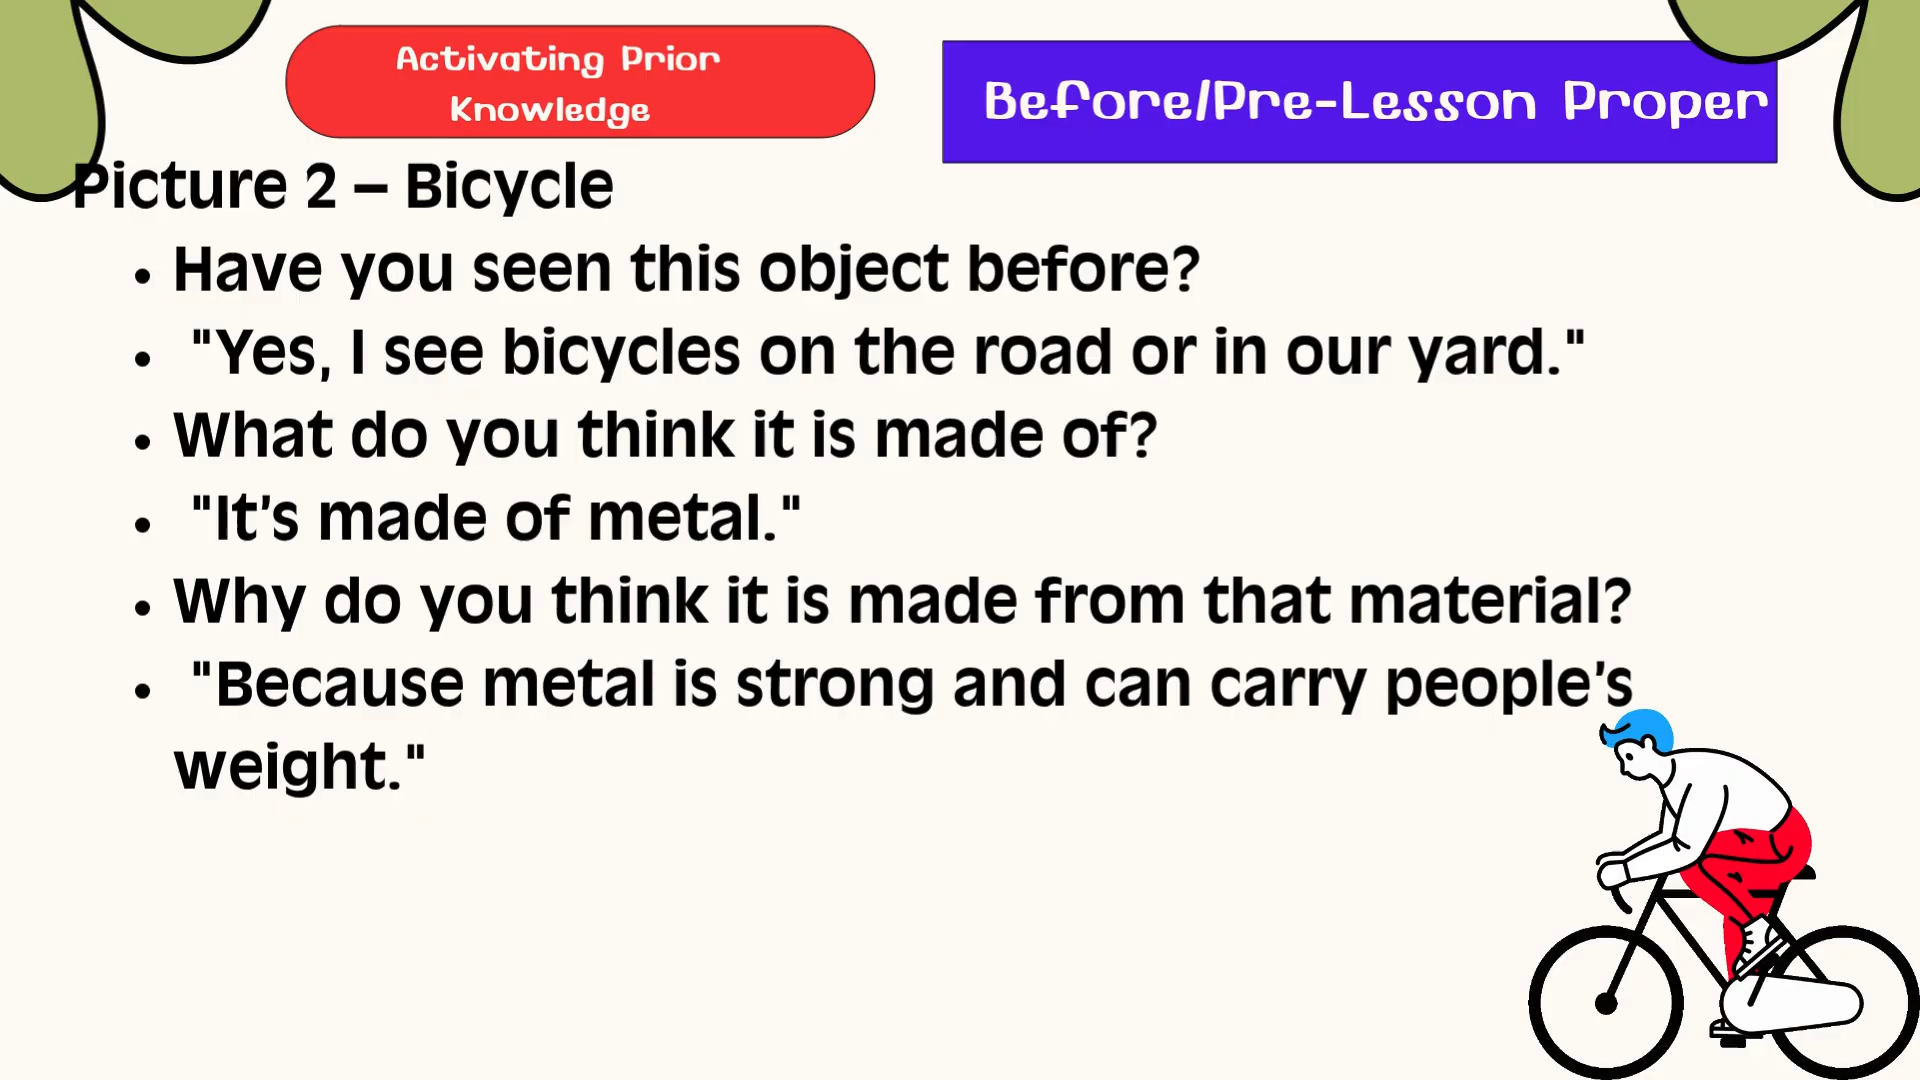 Activating Prior
Knowledge
Before/Pre-Lesson Proper
Picture 2 – Bicycle
• Have you seen this object before?
• "Yes, I see bicycles on the road or in our yard."
• What do you think it is made of?
• "It's made of metal."
• Why do you think it is made from that material?
• "Because metal is strong and can carry people's
weight."